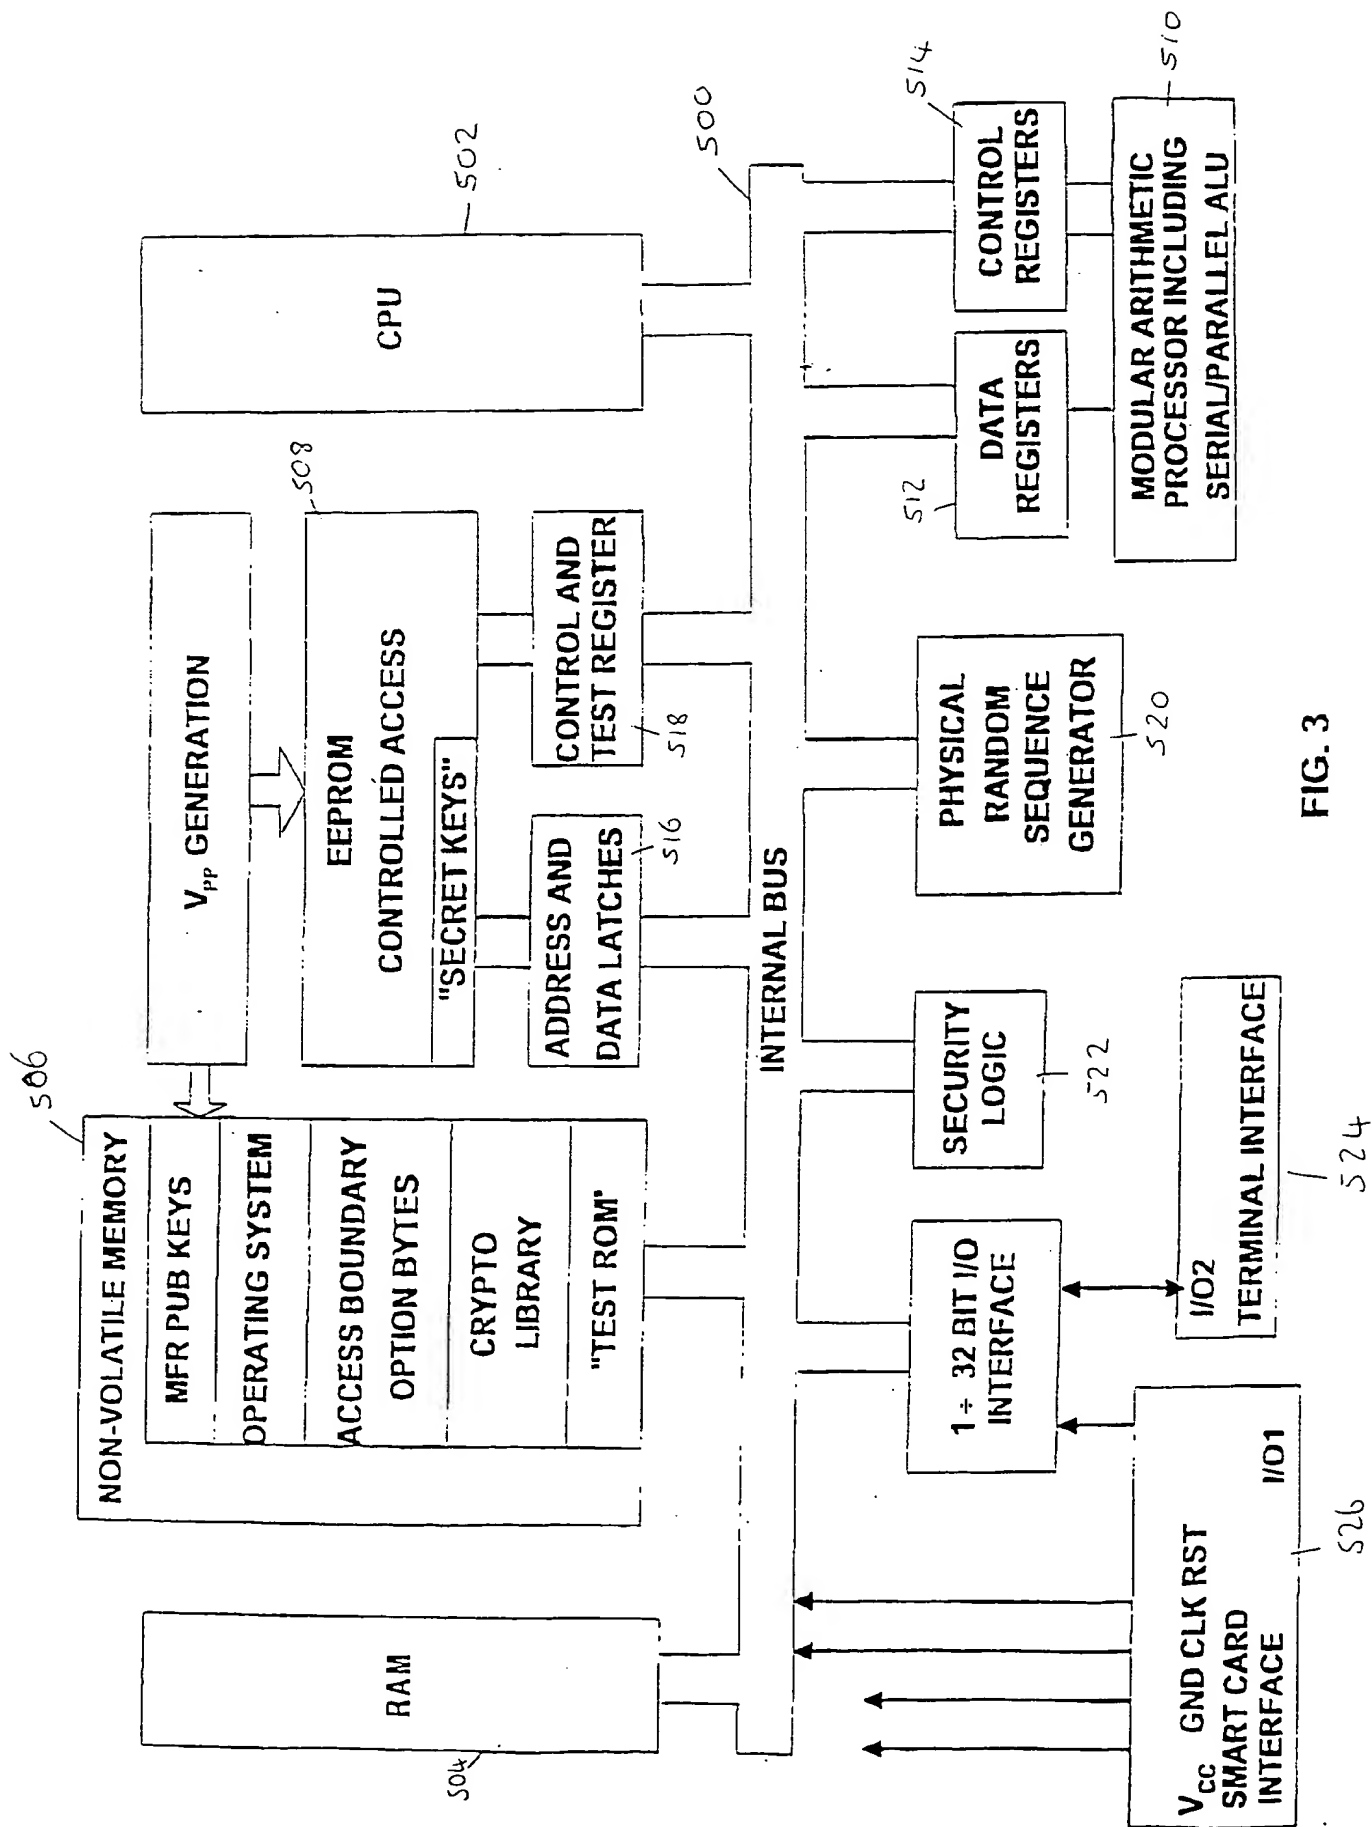 506
NON-VOLATILE MEMORY
MFR PUB KEYS
OPERATING SYSTEM
ACCESS BOUNDARY
OPTION BYTES
CRYPTO
LIBRARY
"TEST ROM"
RAM
504
V_PP GENERATION
508
EEPROM
CONTROLLED ACCESS
"SECRET KEYS"
ADDRESS AND
DATA LATCHES
516
CONTROL AND
TEST REGISTER
518
CPU
502
500
INTERNAL BUS
V_CC GND CLK RST
SMART CARD
INTERFACE
I/O1
526
1 ÷ 32 BIT I/O
INTERFACE
I/O2
TERMINAL INTERFACE
524
SECURITY
LOGIC
522
PHYSICAL
RANDOM
SEQUENCE
GENERATOR
520
DATA
REGISTERS
512
CONTROL
REGISTERS
514
MODULAR ARITHMETIC
PROCESSOR INCLUDING
SERIAL/PARALLEL ALU
510
FIG. 3